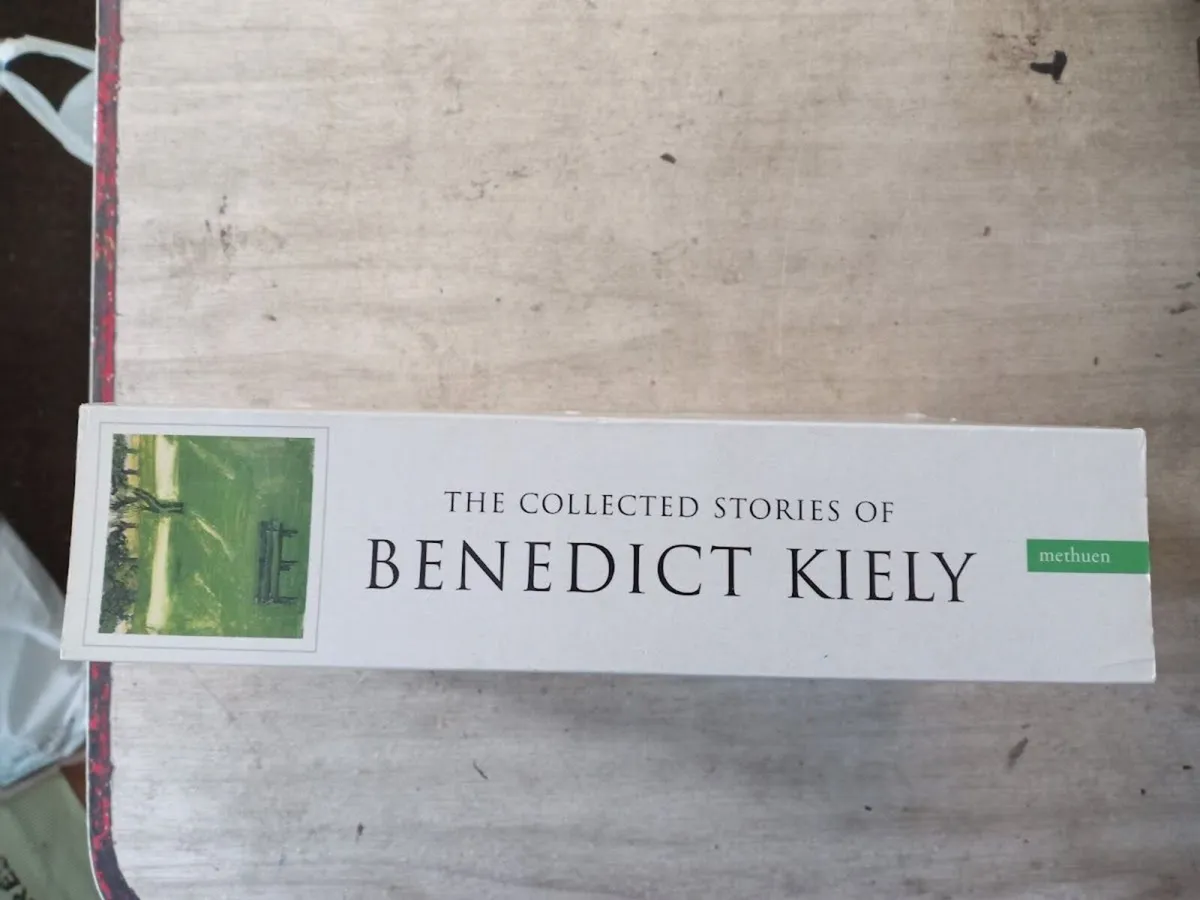 THE COLLECTED STORIES OF
BENEDICT KIELY
methuen